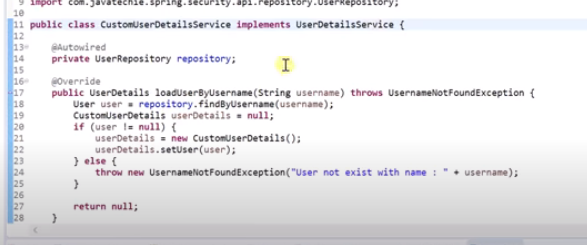 9 import com.javatechie.spring.security.api.repository.UserRepository;
10
11 public class CustomUserDetailsService implements UserDetailsService {
12
13 @Autowired
14 private UserRepository repository;
15
16 @Override
17 public UserDetails loadUserByUsername(String username) throws UsernameNotFoundException {
18 User user = repository.findByUsername(username);
19 CustomUserDetails userDetails = null;
20 if (user != null) {
21 userDetails = new CustomUserDetails();
22 userDetails.setUser(user);
23 } else {
24 throw new UsernameNotFoundException("User not exist with name : " + username);
25 }
26
27 return null;
28 }